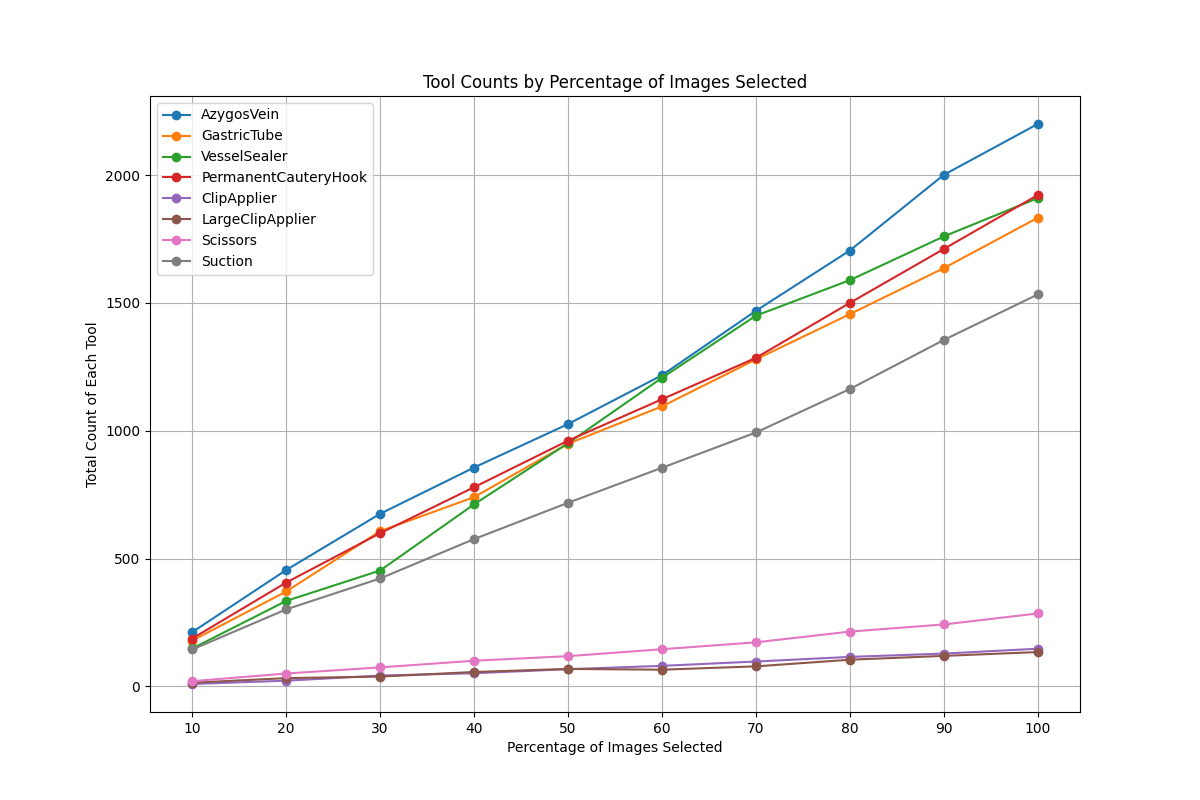 Tool Counts by Percentage of Images Selected
AzygosVein
GastricTube
VesselSealer
PermanentCauteryHook
ClipApplier
LargeClipApplier
Scissors
Suction
2000
1500
1000
500
0
Total Count of Each Tool
10 20 30 40 50 60 70 80 90 100
Percentage of Images Selected